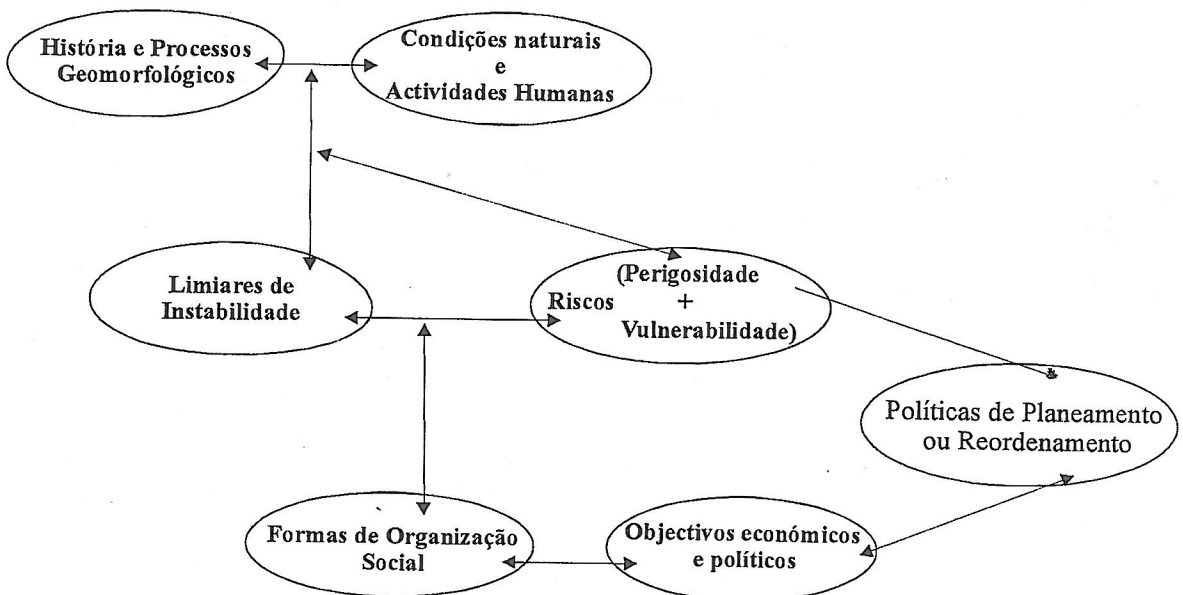 História e Processos
Geomorfológicos
Condições naturais
e
Actividades Humanas
Limiares de
Instabilidade
(Perigosidade
Riscos +
Vulnerabilidade)
Políticas de Planeamento
ou Reordenamento
Formas de Organização
Social
Objectivos económicos
e políticos